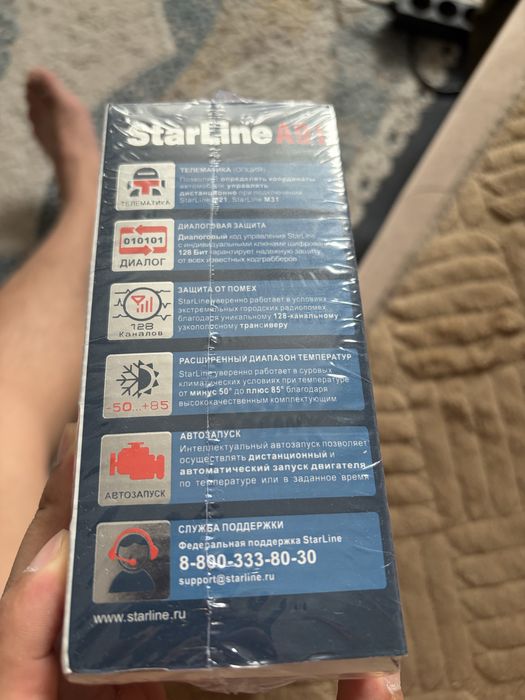 StarLine A91
ТЕЛЕМАТИКА
ТЕЛЕМАТИКА (ОПЦИЯ)
Позволяет определять координаты
автомобиля, управлять
дистанционно при подключении
StarLine M21, StarLine M31
010101
ДИАЛОГ
ДИАЛОГОВАЯ ЗАЩИТА
Диалоговый код управления StarLine
с индивидуальными ключами шифрования
128 Бит гарантирует надежную защиту
от всех известных кодграбберов
128
Каналов
ЗАЩИТА ОТ ПОМЕХ
StarLine уверенно работает в условиях
экстремальных городских радиопомех
благодаря уникальному 128-канальному
узкополосному трансиверу
-50...+85
РАСШИРЕННЫЙ ДИАПАЗОН ТЕМПЕРАТУР
StarLine уверенно работает в суровых
климатических условиях при температуре
от минус 50° до плюс 85° благодаря
высококачественным комплектующим
АВТОЗАПУСК
АВТОЗАПУСК
Интеллектуальный автозапуск позволяет
осуществлять дистанционный и
автоматический запуск двигателя
по температуре или в заданное время
СЛУЖБА ПОДДЕРЖКИ
Федеральная поддержка StarLine
8-800-333-80-30
support@starline.ru
www.starline.ru